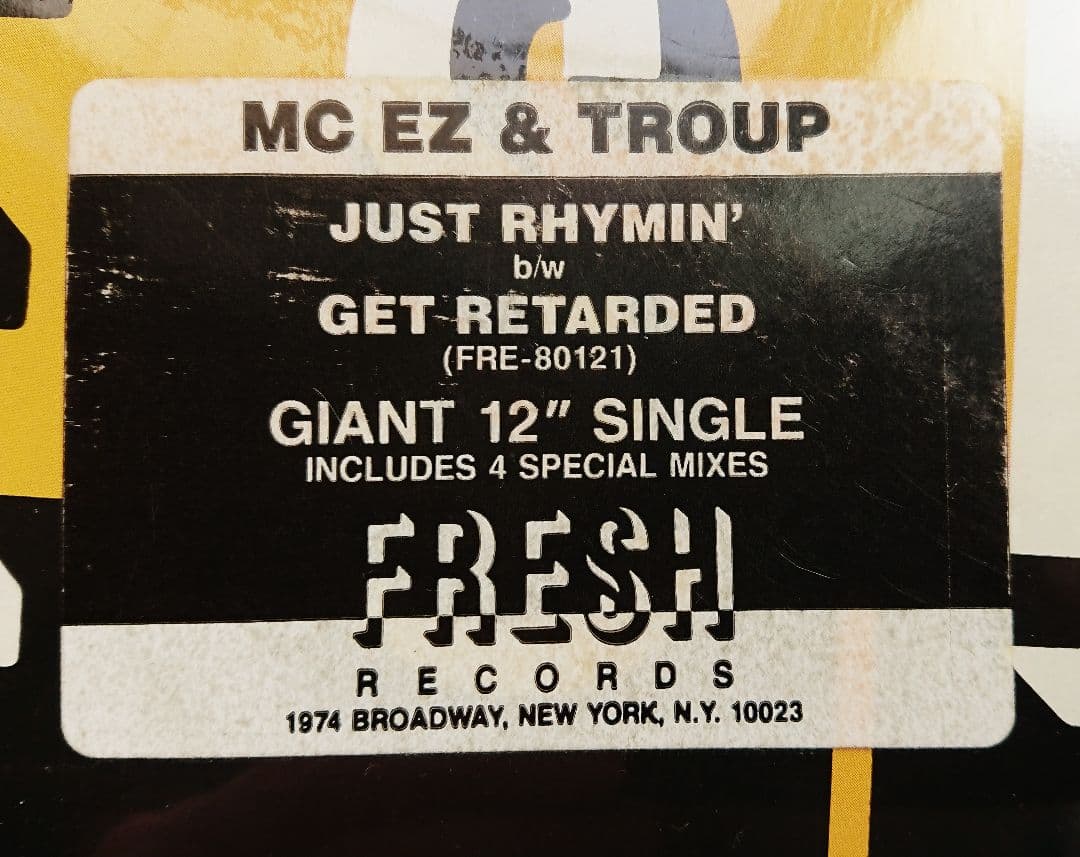 MC EZ & TROUP
JUST RHYMIN’
b/w
GET RETARDED
(FRE-80121)
GIANT 12″ SINGLE
INCLUDES 4 SPECIAL MIXES
FRESH
RECORDS
1974 BROADWAY, NEW YORK, N.Y. 10023